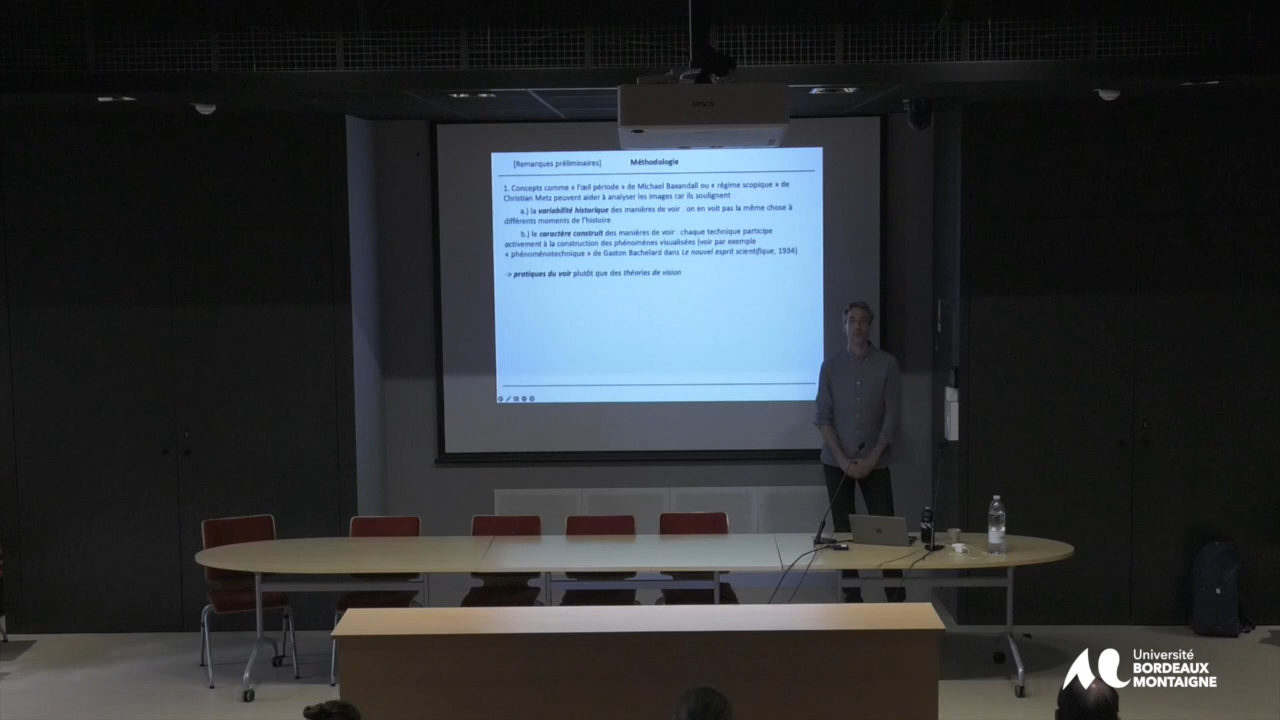 [Remarques préliminaires] Méthodologie
1. Concepts comme « l'œil période » de Michael Baxandall ou « régime scopique » de
Christian Metz peuvent aider à analyser les images car ils soulignent
a.) la variabilité historique des manières de voir : on en voit pas la même chose à
différents moments de l'histoire
b.) le caractère construit des manières de voir : chaque technique participe
activement à la construction des phénomènes visualisées (voir par exemple
« phénoménotechnique » de Gaston Bachelard dans Le nouvel esprit scientifique, 1934)
-> pratiques du voir plutôt que des théories de vision
EPSON
Université
BORDEAUX
MONTAIGNE